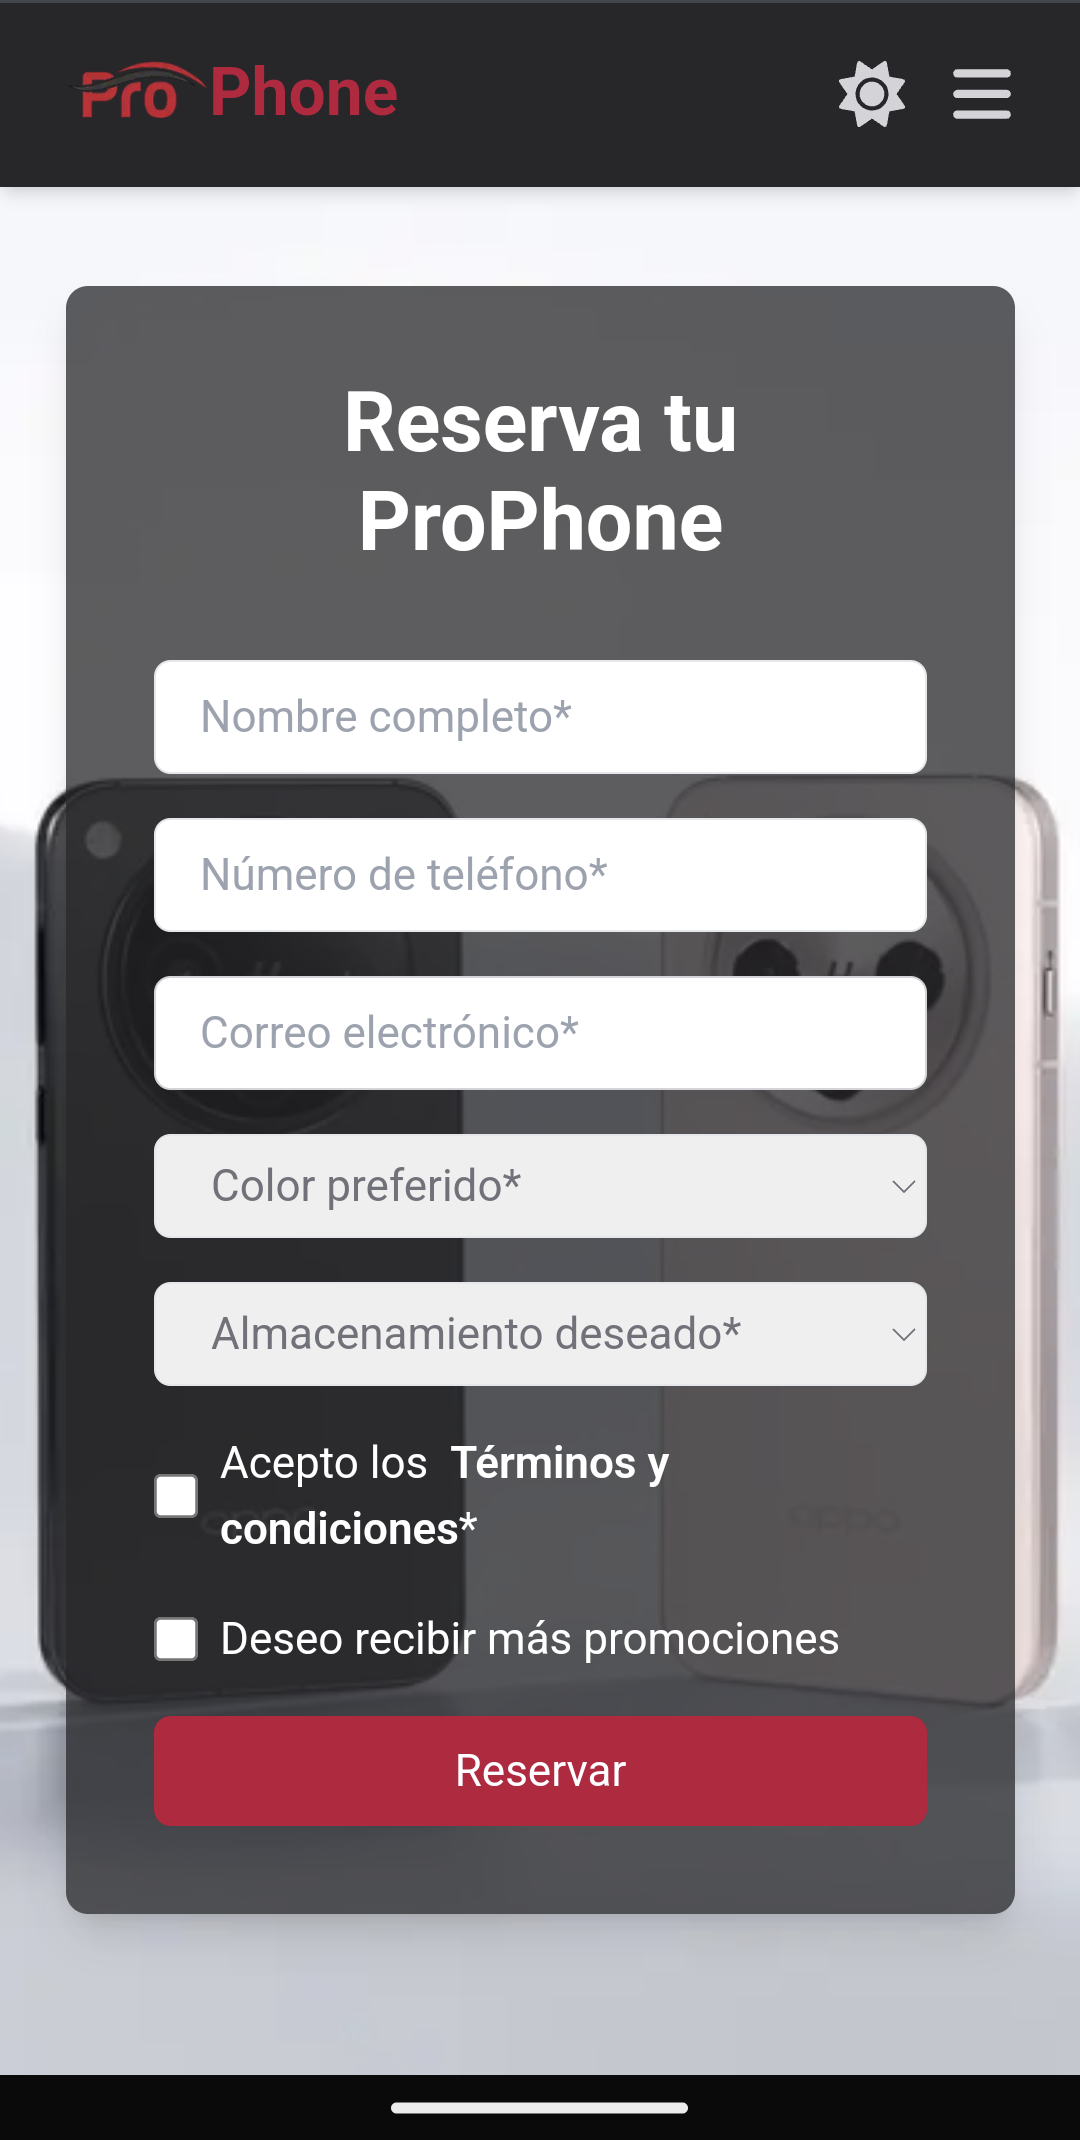 Pro Phone
Reserva tu
ProPhone
Nombre completo*
Número de teléfono*
Correo electrónico*
Color preferido*
Almacenamiento deseado*
Acepto los Términos y
condiciones*
Deseo recibir más promociones
Reservar
oppo